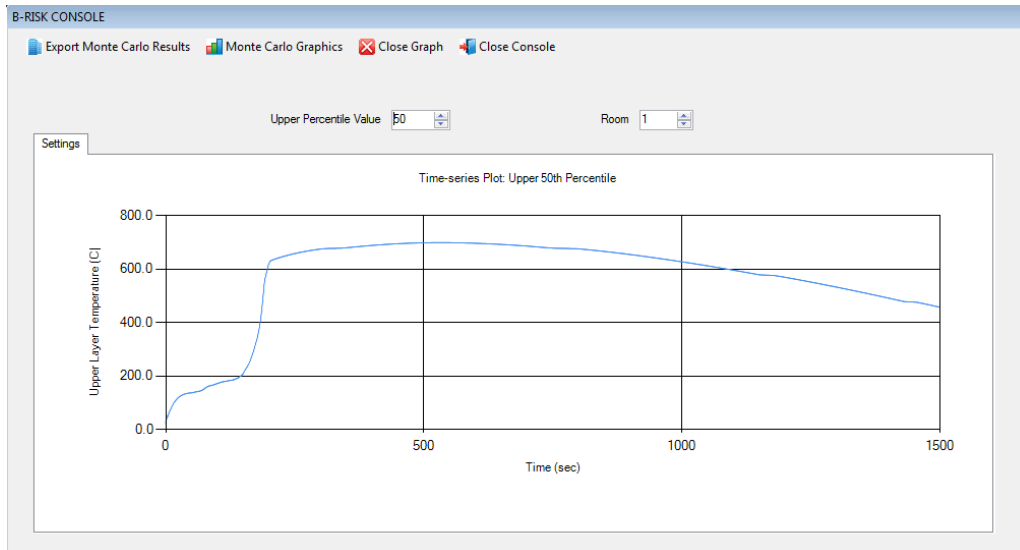 B-RISK CONSOLE
Export Monte Carlo Results Monte Carlo Graphics Close Graph Close Console
Upper Percentile Value 50 Room 1
Settings
Time-series Plot: Upper 50th Percentile
Upper Layer Temperature (C)
800.0
600.0
400.0
200.0
0.0
0 500 1000 1500
Time (sec)